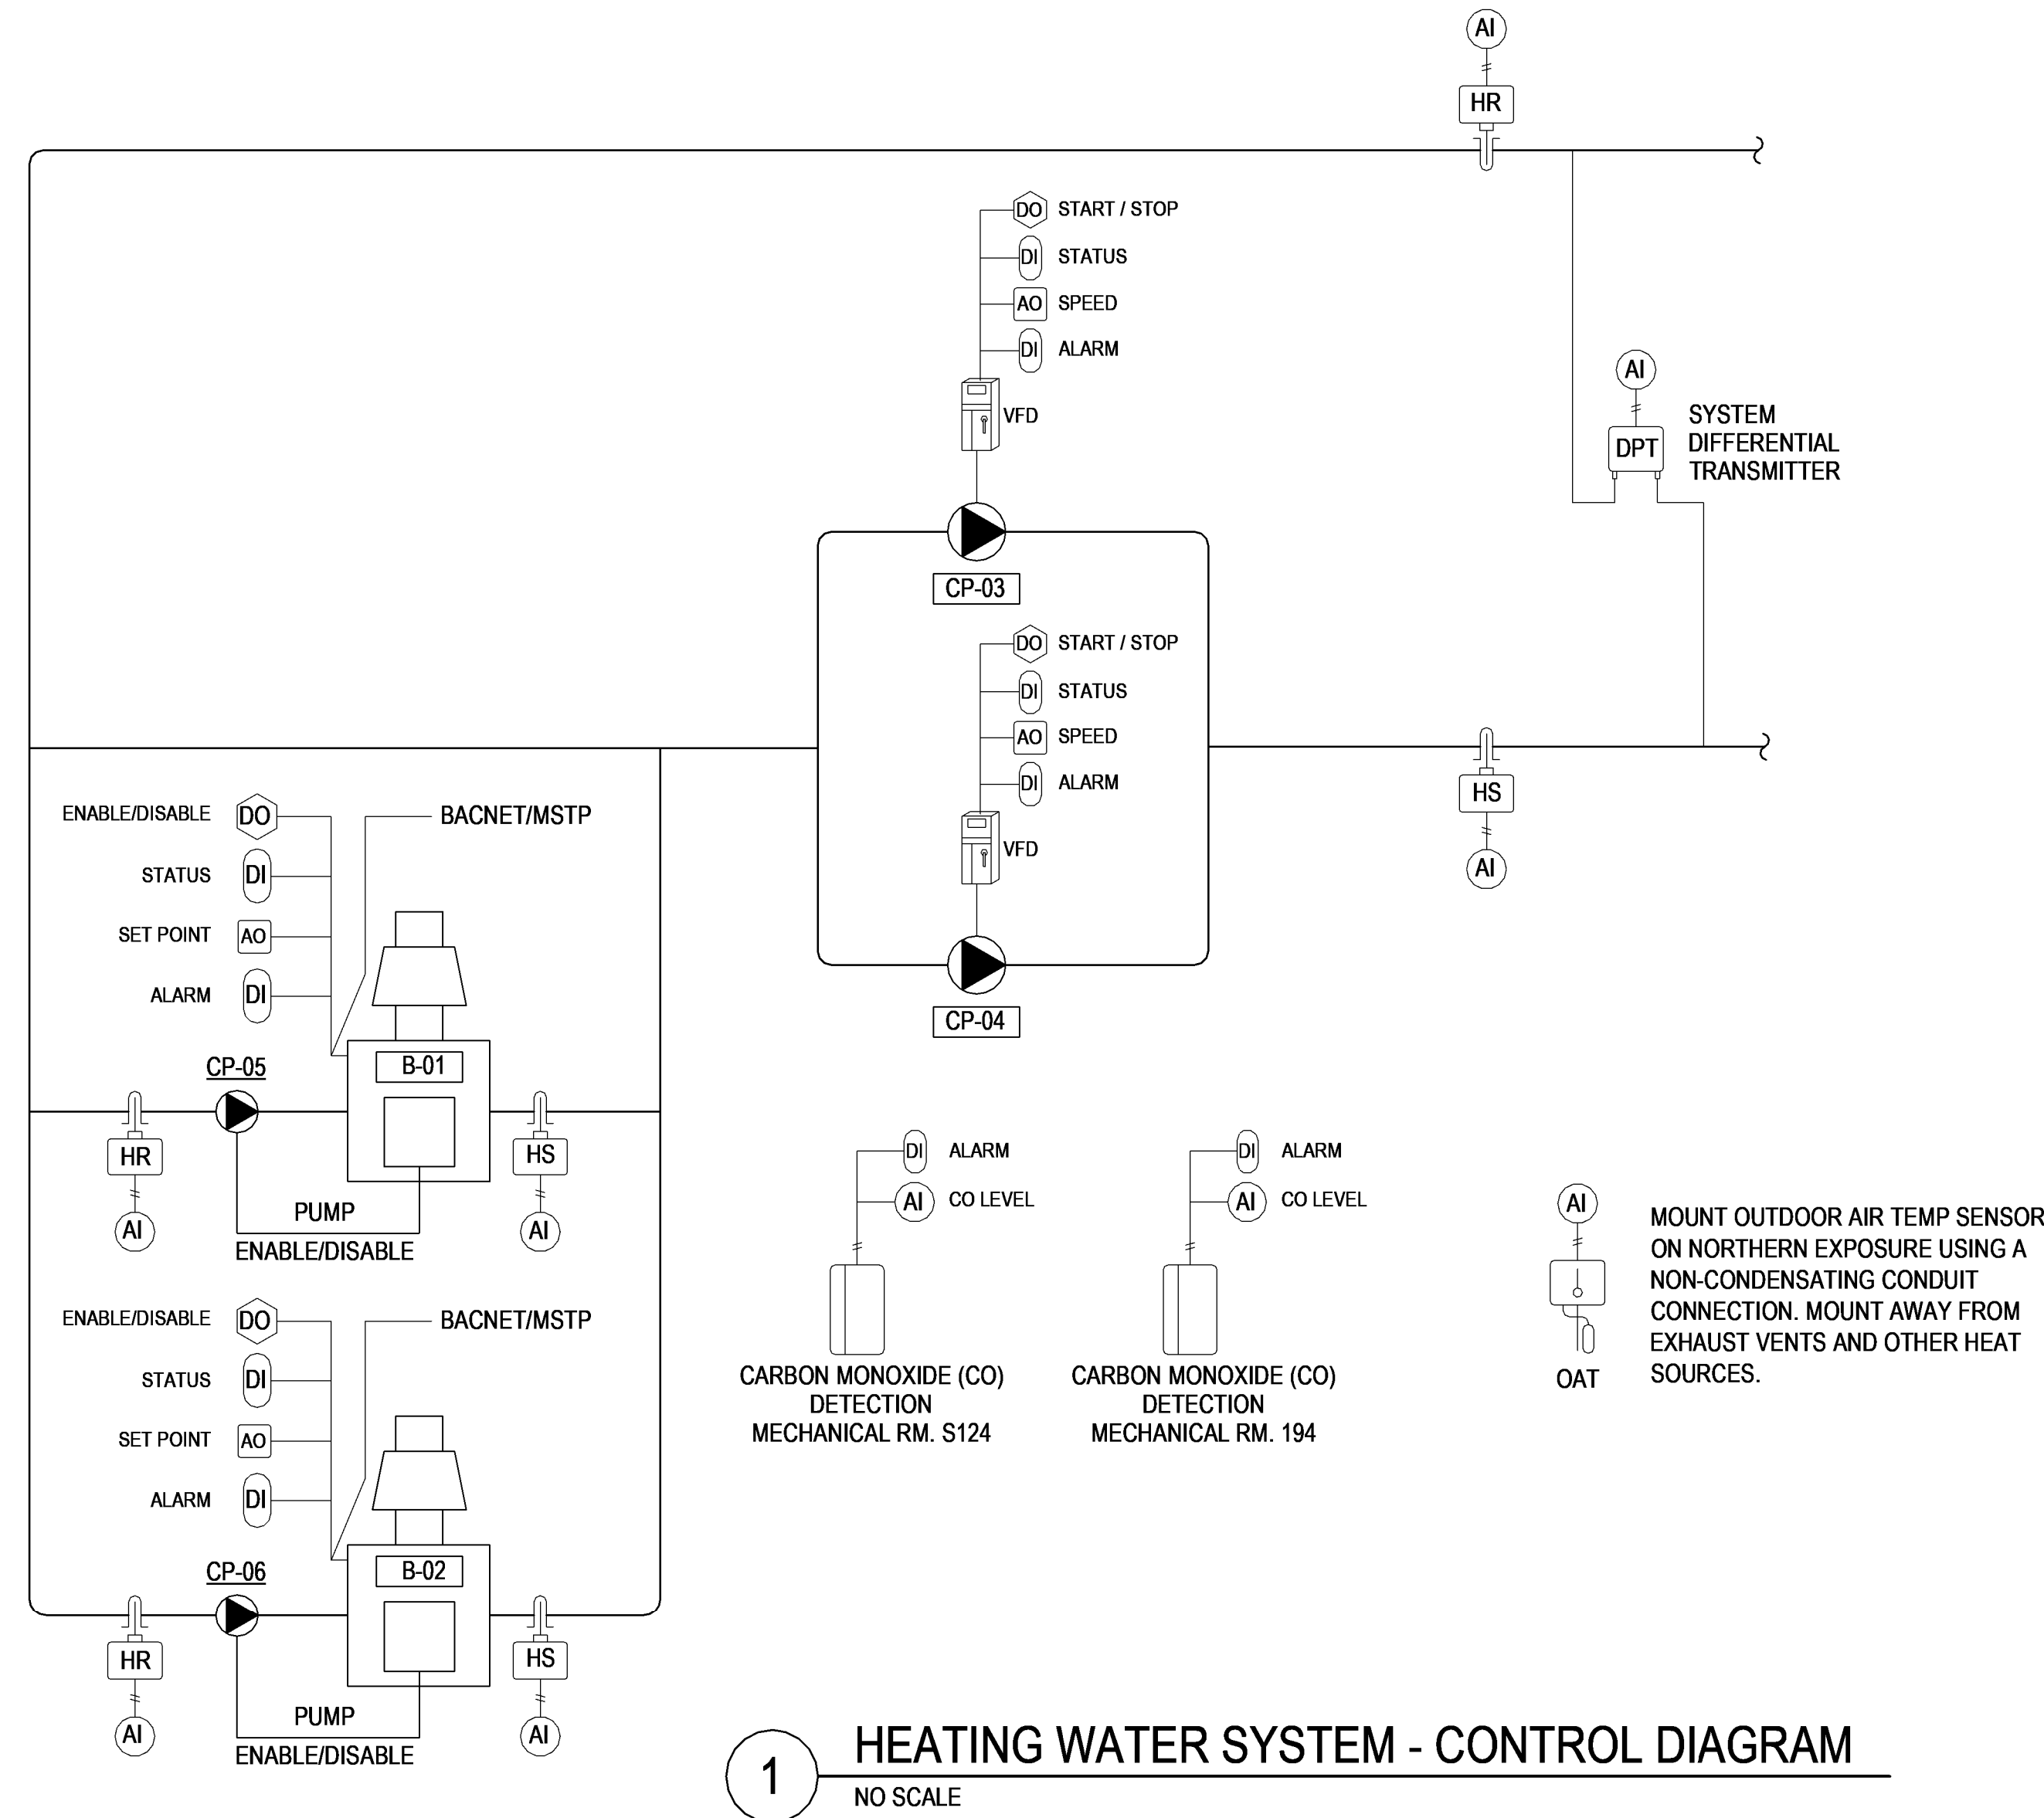 AI
HR
DO START / STOP
DI STATUS
AO SPEED
DI ALARM
VFD
AI
DPT
SYSTEM
DIFFERENTIAL
TRANSMITTER
CP-03
DO START / STOP
DI STATUS
AO SPEED
DI ALARM
VFD
CP-04
HS
AI
ENABLE/DISABLE DO
BACNET/MSTP
STATUS DI
SET POINT AO
ALARM DI
CP-05
B-01
HR
HS
AI
AI
PUMP
ENABLE/DISABLE
DI ALARM
AI CO LEVEL
CARBON MONOXIDE (CO)
DETECTION
MECHANICAL RM. S124
DI ALARM
AI CO LEVEL
CARBON MONOXIDE (CO)
DETECTION
MECHANICAL RM. 194
AI
OAT
MOUNT OUTDOOR AIR TEMP SENSOR
ON NORTHERN EXPOSURE USING A
NON-CONDENSATING CONDUIT
CONNECTION. MOUNT AWAY FROM
EXHAUST VENTS AND OTHER HEAT
SOURCES.
ENABLE/DISABLE DO
BACNET/MSTP
STATUS DI
SET POINT AO
ALARM DI
CP-06
B-02
HR
HS
AI
AI
PUMP
ENABLE/DISABLE
1
HEATING WATER SYSTEM - CONTROL DIAGRAM
NO SCALE